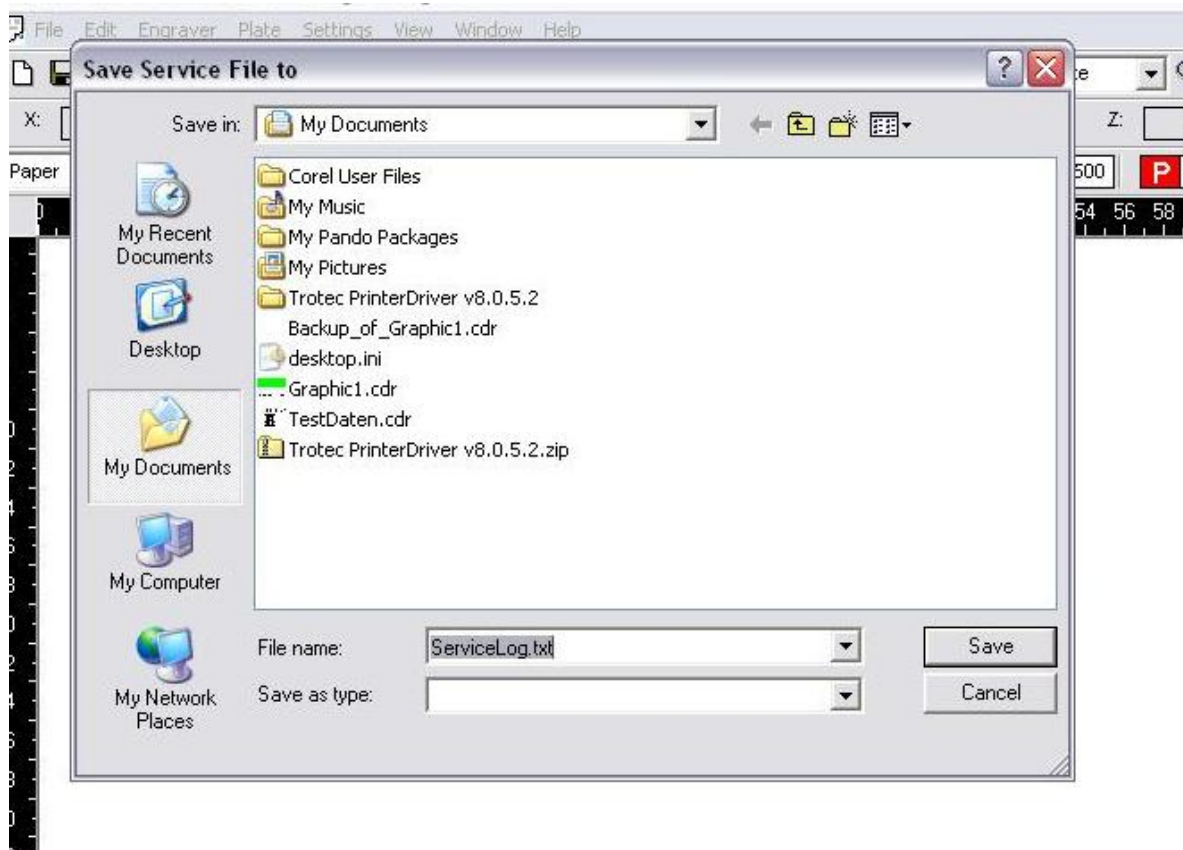 File Edit Engraver Plate Settings View Window Help
Save Service File to
X:
Save in: My Documents
Z:
Paper
500 P
54 56 58
My Recent
Documents
Desktop
My Documents
My Computer
My Network
Places
Corel User Files
My Music
My Pando Packages
My Pictures
Trotec PrinterDriver v8.0.5.2
Backup_of_Graphic1.cdr
desktop.ini
Graphic1.cdr
TestDaten.cdr
Trotec PrinterDriver v8.0.5.2.zip
File name: ServiceLog.txt Save
Save as type: Cancel